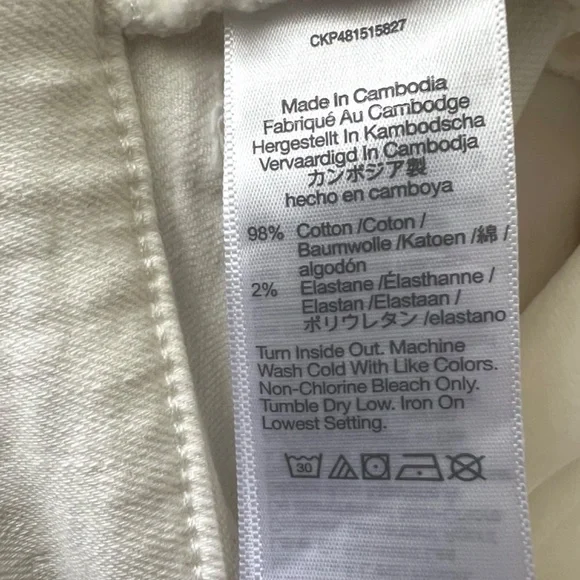 CKP481515827
Made In Cambodia
Fabriqué Au Cambodge
Hergestellt In Kambodscha
Vervaardigd In Cambodja
カンボジア製
hecho en camboya
98% Cotton /Coton /
Baumwolle /Katoen /綿 /
algodón
2% Elastane /Élasthanne /
Elastan /Elastaan /
ポリウレタン /elastano
Turn Inside Out. Machine
Wash Cold With Like Colors.
Non-Chlorine Bleach Only.
Tumble Dry Low. Iron On
Lowest Setting.
30